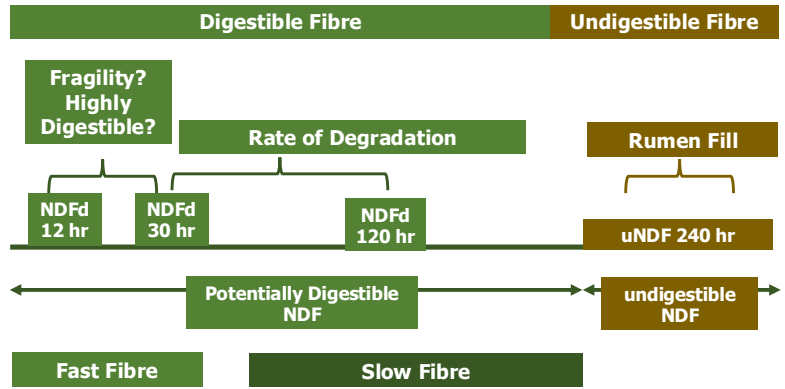 Digestible Fibre
Undigestible Fibre
Fragility?
Highly
Digestible?
Rate of Degradation
Rumen Fill
NDFd
12 hr
NDFd
30 hr
NDFd
120 hr
uNDF 240 hr
Potentially Digestible
NDF
undigestible
NDF
Fast Fibre
Slow Fibre